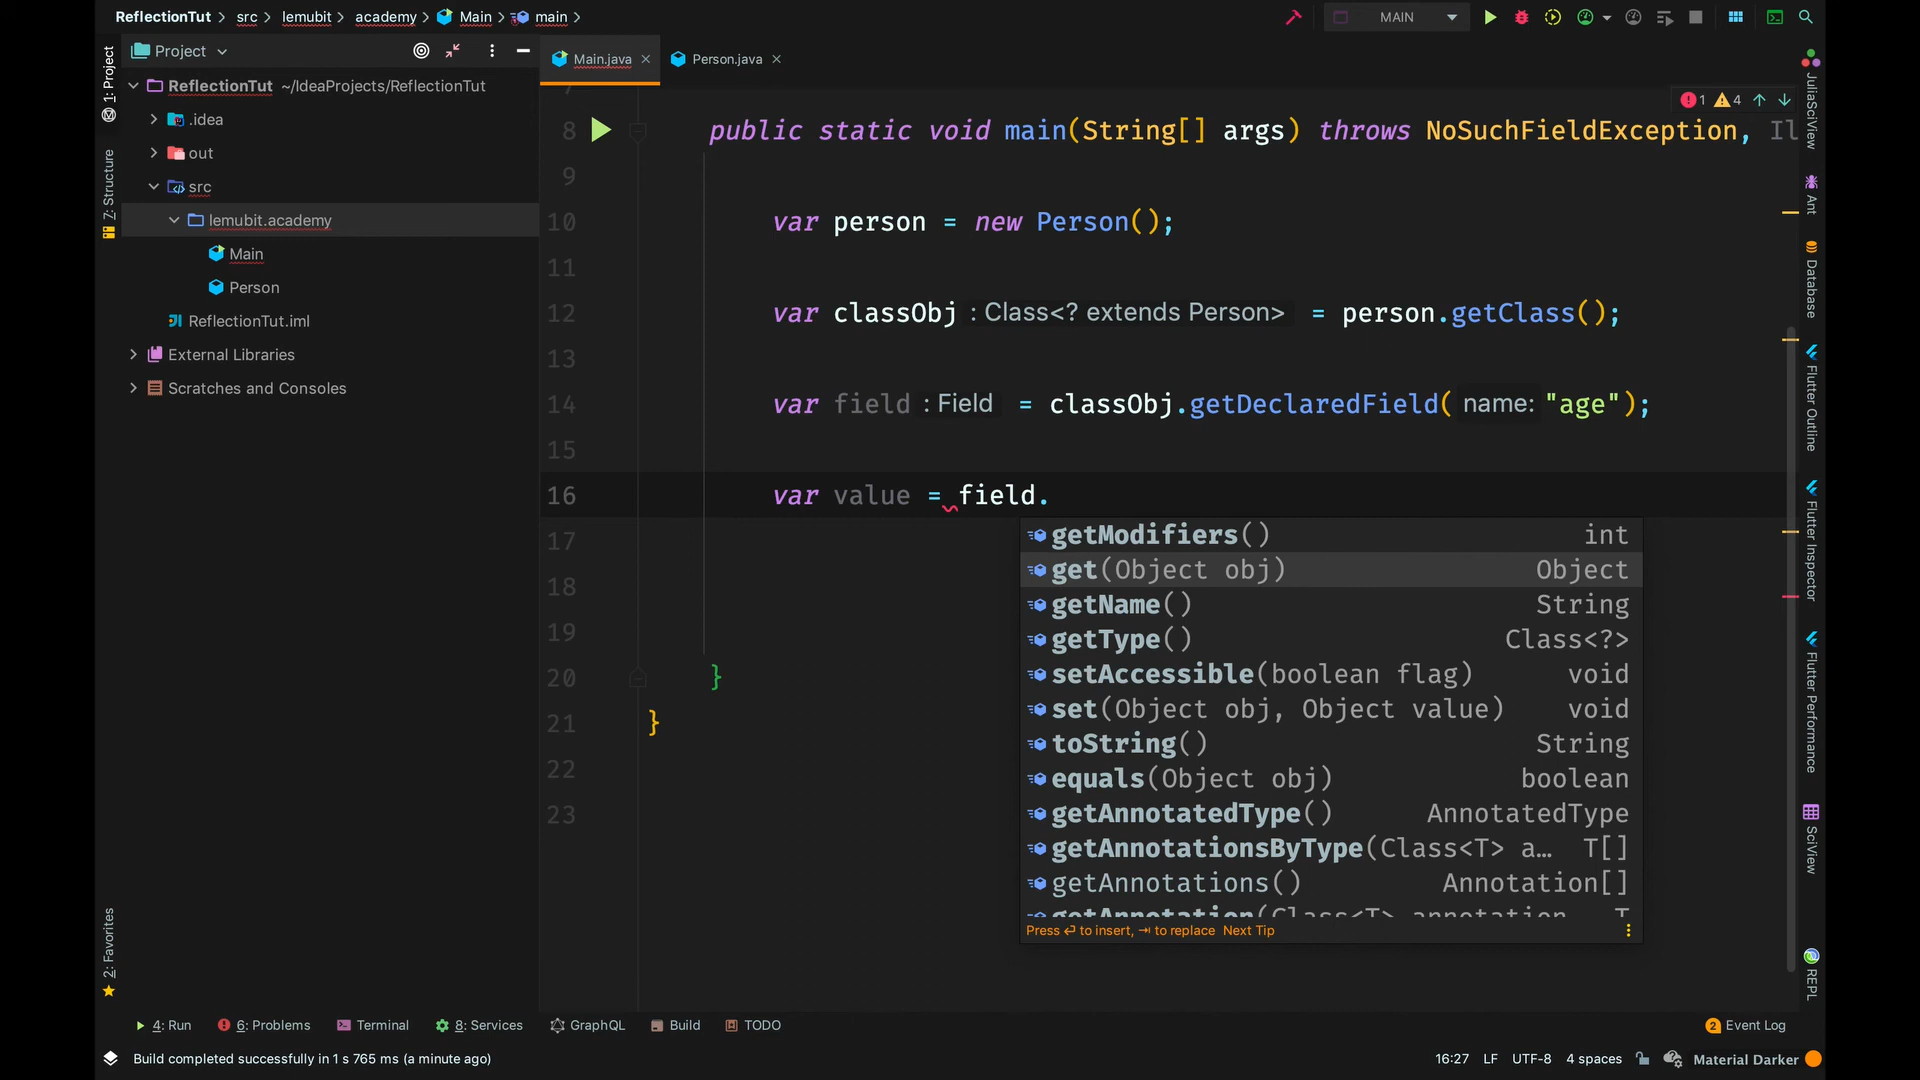 ReflectionTut > src > lemubit > academy > Main > main >
MAIN
1: Project
7: Structure
2: Favorites
Project
ReflectionTut ~/IdeaProjects/ReflectionTut
.idea
out
src
lemubit.academy
Main
Person
ReflectionTut.iml
External Libraries
Scratches and Consoles
Main.java
Person.java
1 4
7
8 public static void main(String[] args) throws NoSuchFieldException, Il
9
10 var person = new Person();
11
12 var classObj : Class<? extends Person> = person.getClass();
13
14 var field : Field = classObj.getDeclaredField( name: "age");
15
16 var value = field.
17
18
19
20 }
21 }
22
23
getModifiers() int
get(Object obj) Object
getName() String
getType() Class<?>
setAccessible(boolean flag) void
set(Object obj, Object value) void
toString() String
equals(Object obj) boolean
getAnnotatedType() AnnotatedType
getAnnotationsByType(Class<T> a… T[]
getAnnotations() Annotation[]
getAnnotation(Class<T> annotation T
Press ⏎ to insert, ⇥ to replace Next Tip
JuliaSciView
Ant
Database
Flutter Outline
Flutter Inspector
Flutter Performance
SciView
REPL
4: Run
6: Problems
Terminal
8: Services
GraphQL
Build
TODO
2 Event Log
Build completed successfully in 1 s 765 ms (a minute ago)
16:27 LF UTF-8 4 spaces Material Darker